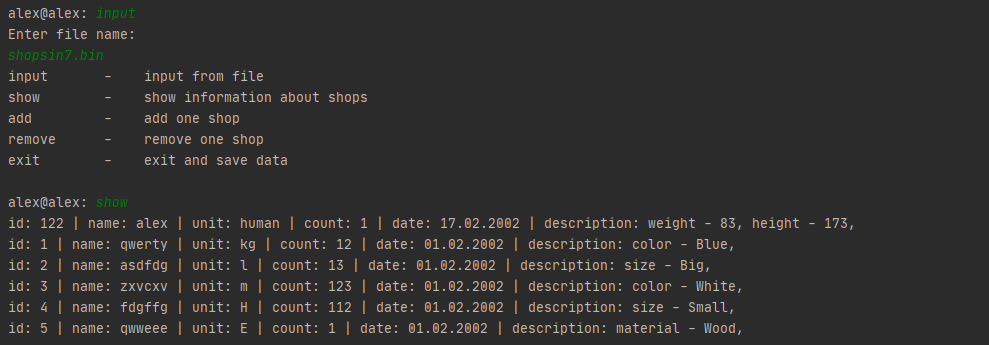 alex@alex: input
Enter file name:
shopsin7.bin
input       -    input from file
show        -    show information about shops
add         -    add one shop
remove      -    remove one shop
exit        -    exit and save data
alex@alex: show
id: 122 | name: alex | unit: human | count: 1 | date: 17.02.2002 | description: weight - 83, height - 173,
id: 1 | name: qwerty | unit: kg | count: 12 | date: 01.02.2002 | description: color - Blue,
id: 2 | name: asdfdg | unit: l | count: 13 | date: 01.02.2002 | description: size - Big,
id: 3 | name: zxvcxv | unit: m | count: 123 | date: 01.02.2002 | description: color - White,
id: 4 | name: fdgffg | unit: H | count: 112 | date: 01.02.2002 | description: size - Small,
id: 5 | name: qwweee | unit: E | count: 1 | date: 01.02.2002 | description: material - Wood,